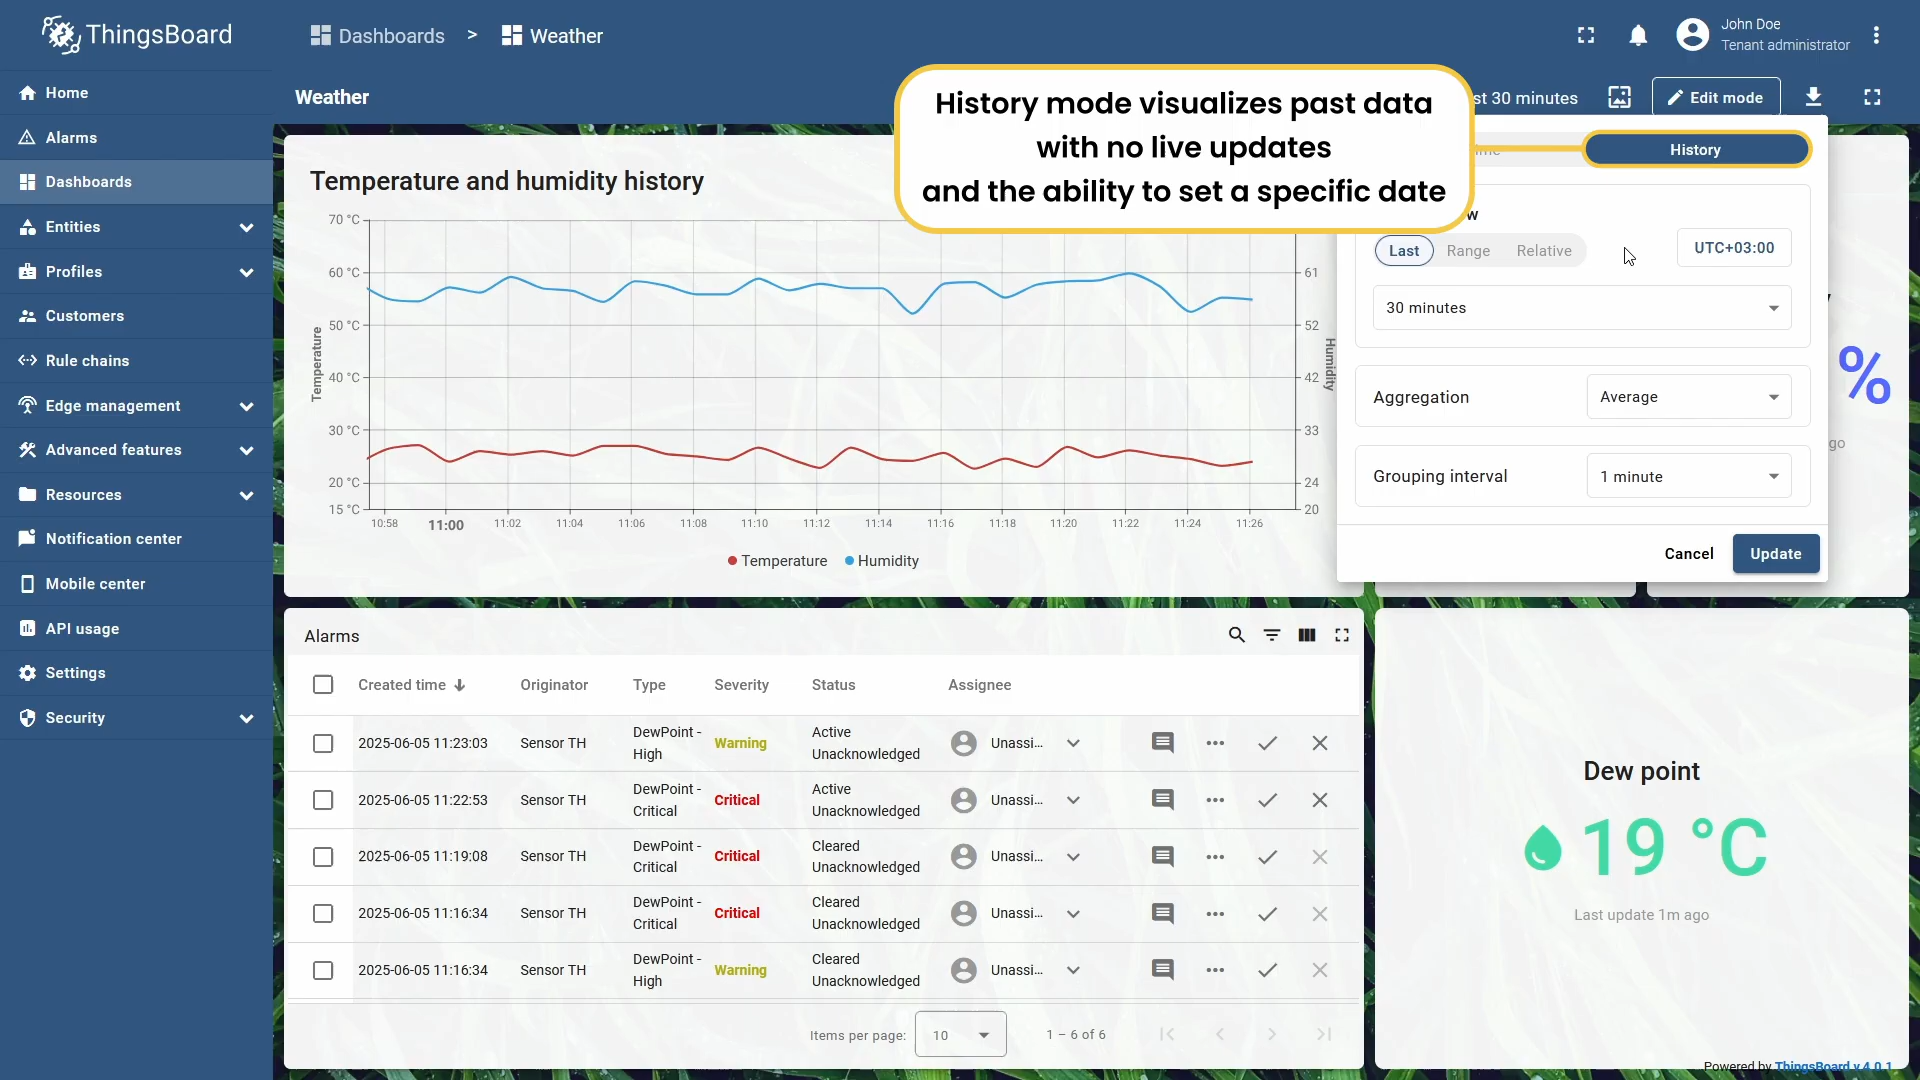 ThingsBoard
Dashboards > Weather
John Doe
Tenant administrator
Home
Alarms
Dashboards
Entities
Profiles
Customers
Rule chains
Edge management
Advanced features
Resources
Notification center
Mobile center
API usage
Settings
Security
Weather
st 30 minutes
Edit mode
History mode visualizes past data
with no live updates
and the ability to set a specific date
History
w
Last Range Relative
UTC+03:00
30 minutes
Aggregation Average
Grouping interval 1 minute
Cancel Update
%
go
Temperature and humidity history
70 °C
60 °C 61
50 °C 52
40 °C 42
30 °C 33
20 °C 24
15 °C 20
Temperature
Humidity
10:58 11:00 11:02 11:04 11:06 11:08 11:10 11:12 11:14 11:16 11:18 11:20 11:22 11:24 11:26
Temperature Humidity
Alarms
Created time Originator Type Severity Status Assignee
2025-06-05 11:23:03 Sensor TH DewPoint - High Warning Active Unacknowledged Unassi...
2025-06-05 11:22:53 Sensor TH DewPoint - Critical Critical Active Unacknowledged Unassi...
2025-06-05 11:19:08 Sensor TH DewPoint - Critical Critical Cleared Unacknowledged Unassi...
2025-06-05 11:16:34 Sensor TH DewPoint - Critical Critical Cleared Unacknowledged Unassi...
2025-06-05 11:16:34 Sensor TH DewPoint - High Warning Cleared Unacknowledged Unassi...
Items per page: 10 1 – 6 of 6
Dew point
19 °C
Last update 1m ago
Powered by ThingsBoard v.4.0.1